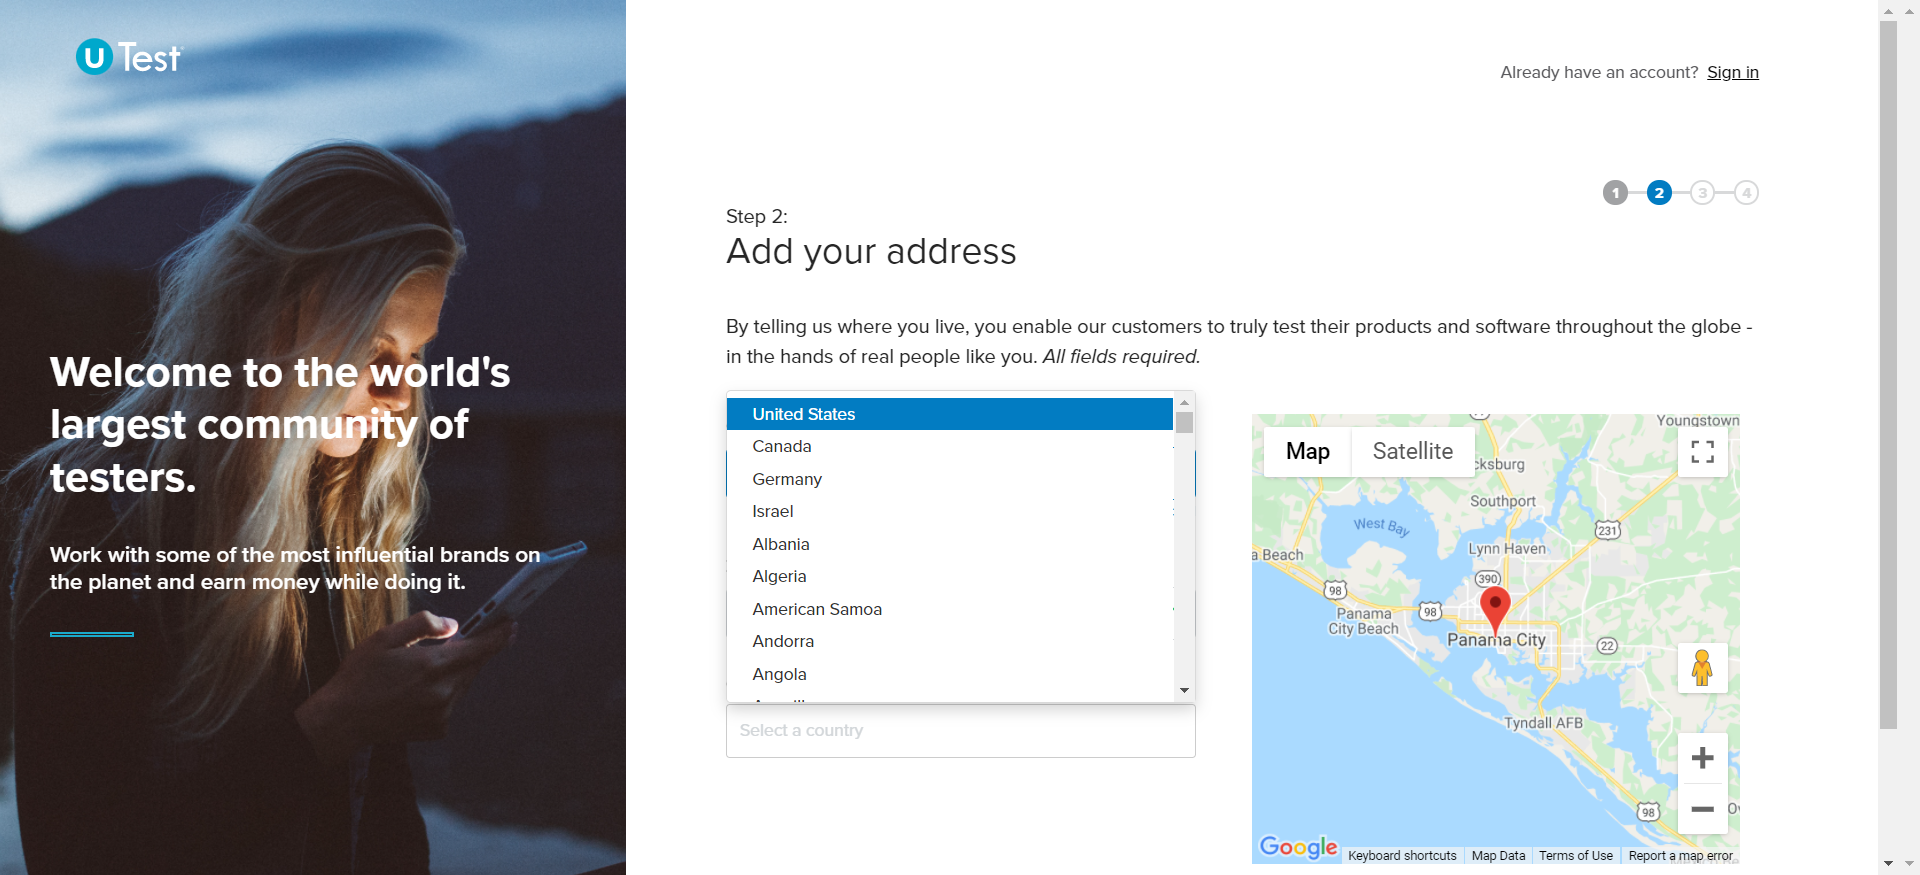 U Test
Already have an account? Sign in
1 2 3 4
Step 2:
Add your address
By telling us where you live, you enable our customers to truly test their products and software throughout the globe -
in the hands of real people like you. All fields required.
Welcome to the world's
largest community of
testers.
Work with some of the most influential brands on
the planet and earn money while doing it.
United States
Canada
Germany
Israel
Albania
Algeria
American Samoa
Andorra
Angola
Select a country
Map
Satellite
Youngstown
cksburg
Southport
West Bay
231
a Beach
Lynn Haven
390
98
98
Panama
City Beach
Panama City
22
Tyndall AFB
98
Google
Keyboard shortcuts
Map Data
Terms of Use
Report a map error